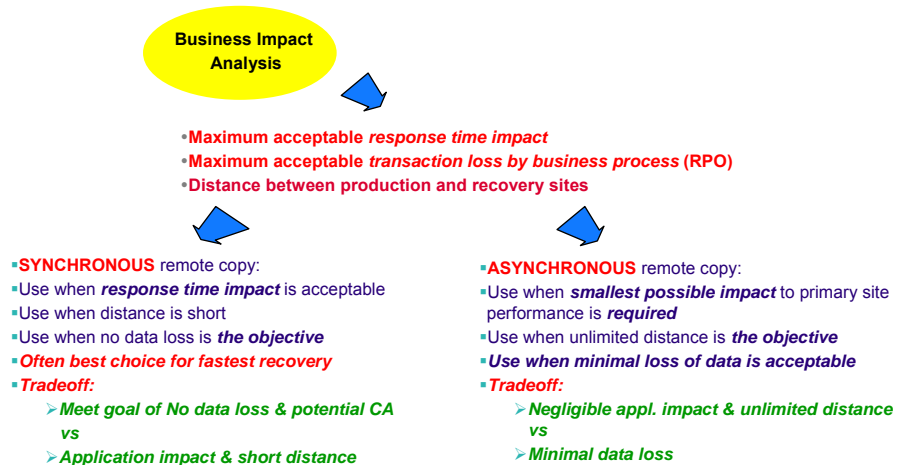 Business Impact
Analysis
•Maximum acceptable response time impact
•Maximum acceptable transaction loss by business process (RPO)
•Distance between production and recovery sites
▪SYNCHRONOUS remote copy:
▪Use when response time impact is acceptable
▪Use when distance is short
▪Use when no data loss is the objective
▪Often best choice for fastest recovery
▪Tradeoff:
➢Meet goal of No data loss & potential CA
vs
➢Application impact & short distance
▪ASYNCHRONOUS remote copy:
▪Use when smallest possible impact to primary site
performance is required
▪Use when unlimited distance is the objective
▪Use when minimal loss of data is acceptable
▪Tradeoff:
➢Negligible appl. impact & unlimited distance
vs
➢Minimal data loss